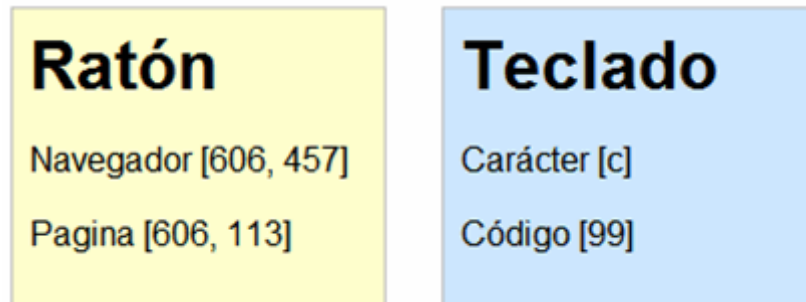 Ratón
Navegador [606, 457]
Pagina [606, 113]
Teclado
Carácter [c]
Código [99]